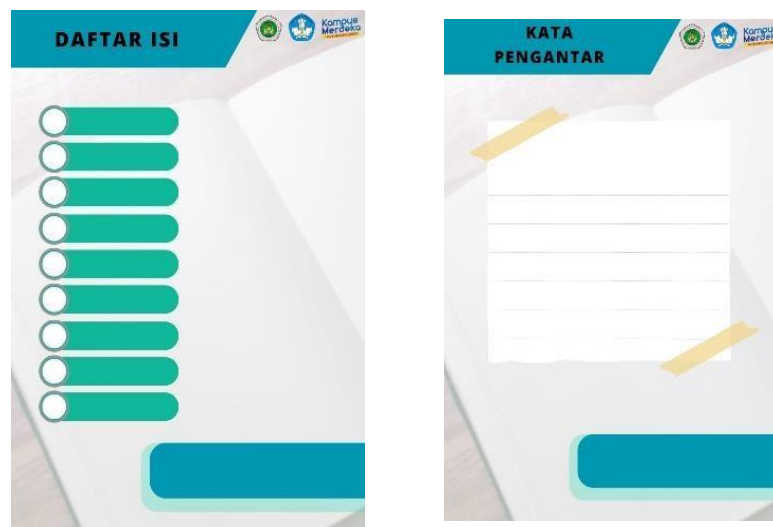 DAFTAR ISI
Kampus
Merdeka
KATA
PENGANTAR
Kampus
Merdeka